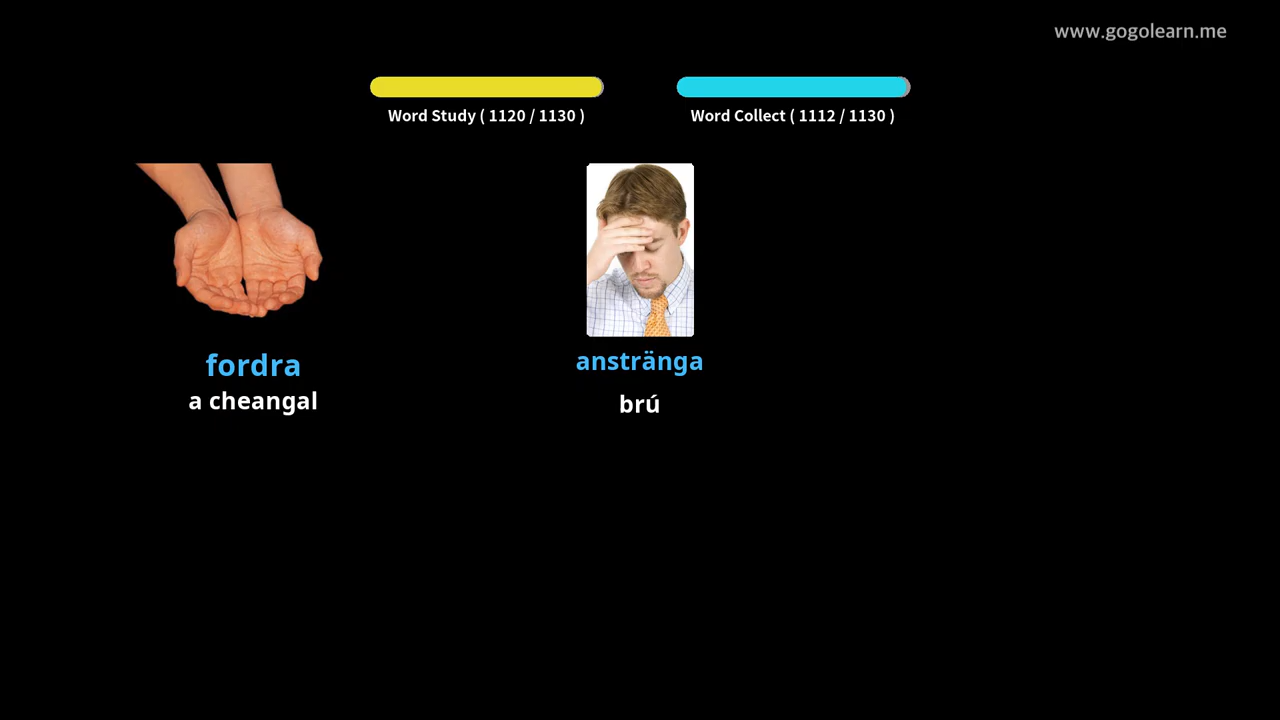 www.gogolearn.me
Word Study ( 1120 / 1130 )
Word Collect ( 1112 / 1130 )
fordra
a cheangal
anstränga
brú